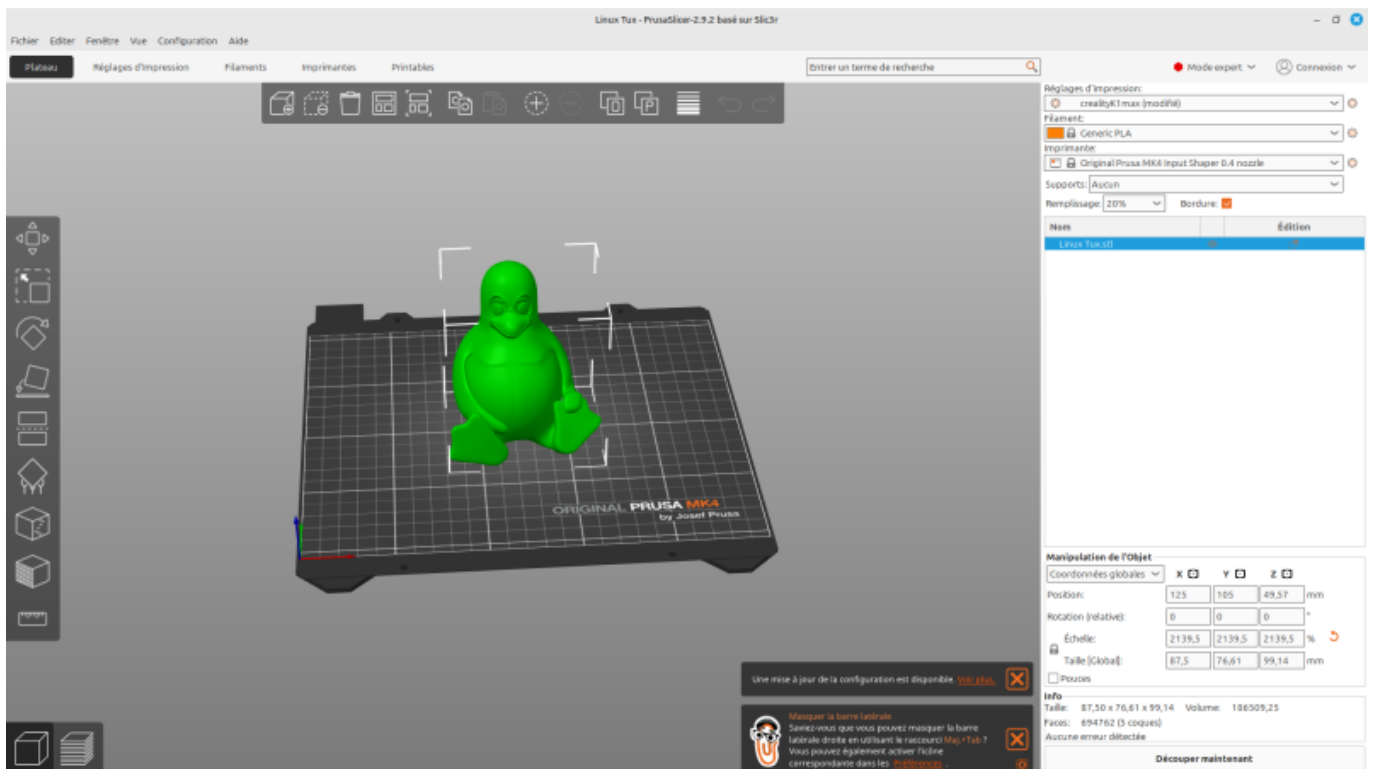 Linux Tux - PrusaSlicer-2.9.2 basé sur Slic3r
Fichier Editer Fenêtre Vue Configuration Aide
Plateau Réglages d'Impression Filaments Imprimantes Printables Entrer un terme de recherche Mode expert Connexion
Réglages d'impression:
crealityK1max (modifié)
Filament:
Generic PLA
Imprimante:
Original Prusa MK4 Input Shaper 0.4 nozzle
Supports: Aucun
Remplissage: 20% Bordure:
Nom Édition
Linux Tux.stl
ORIGINAL PRUSA MK4
by Josef Prusa
Manipulation de l'Objet
Coordonnées globales X Y Z
Position: 125 105 49,57 mm
Rotation (relative): 0 0 0 °
Échelle: 2139,5 2139,5 2139,5 %
Taille [Global]: 87,5 76,61 99,14 mm
Pouces
Info
Taille: 87,50 x 76,61 x 99,14 Volume: 186509,25
Faces: 694762 (3 coques)
Aucune erreur détectée
Découper maintenant
Une mise à jour de la configuration est disponible. Voir plus.
Masquer la barre latérale
Saviez-vous que vous pouvez masquer la barre
latérale droite en utilisant le raccourci Maj.+Tab ?
Vous pouvez également activer l'icône
correspondante dans les Préférences .